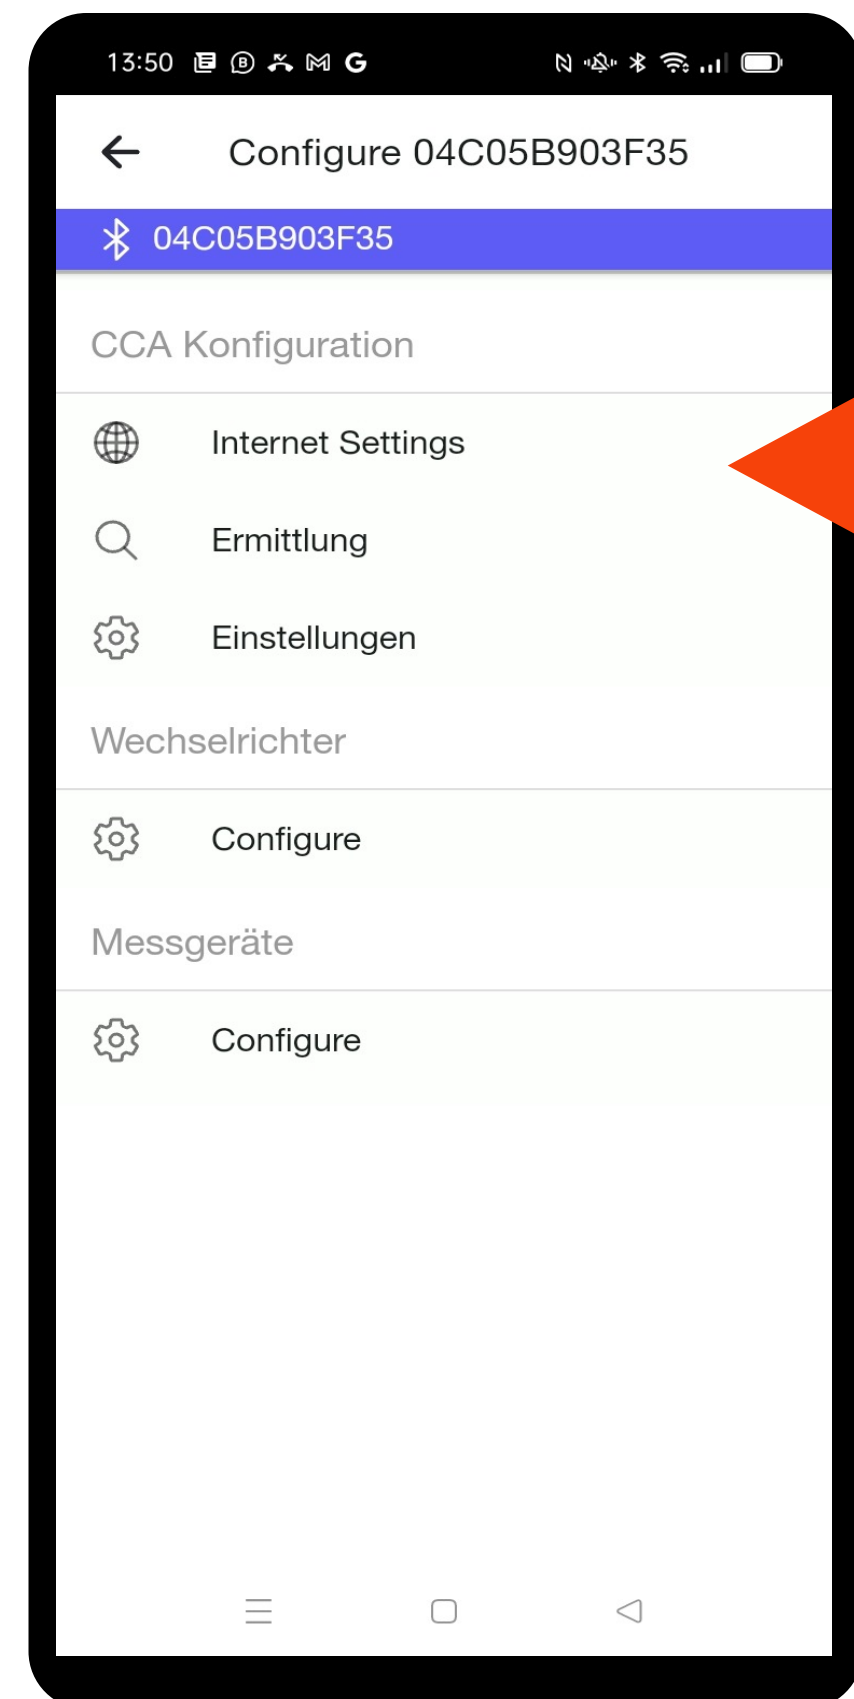 13:50
Configure 04C05B903F35
04C05B903F35
CCA Konfiguration
Internet Settings
Ermittlung
Einstellungen
Wechselrichter
Configure
Messgeräte
Configure